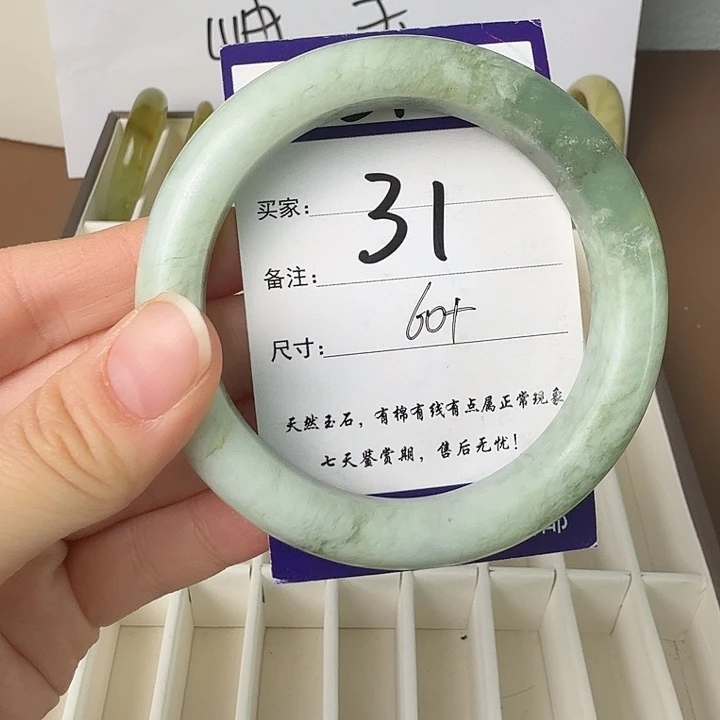 买家: 31
备注:
尺寸: 60+
天然玉石，有棉有线有点属正常现象
七天鉴赏期，售后无忧！